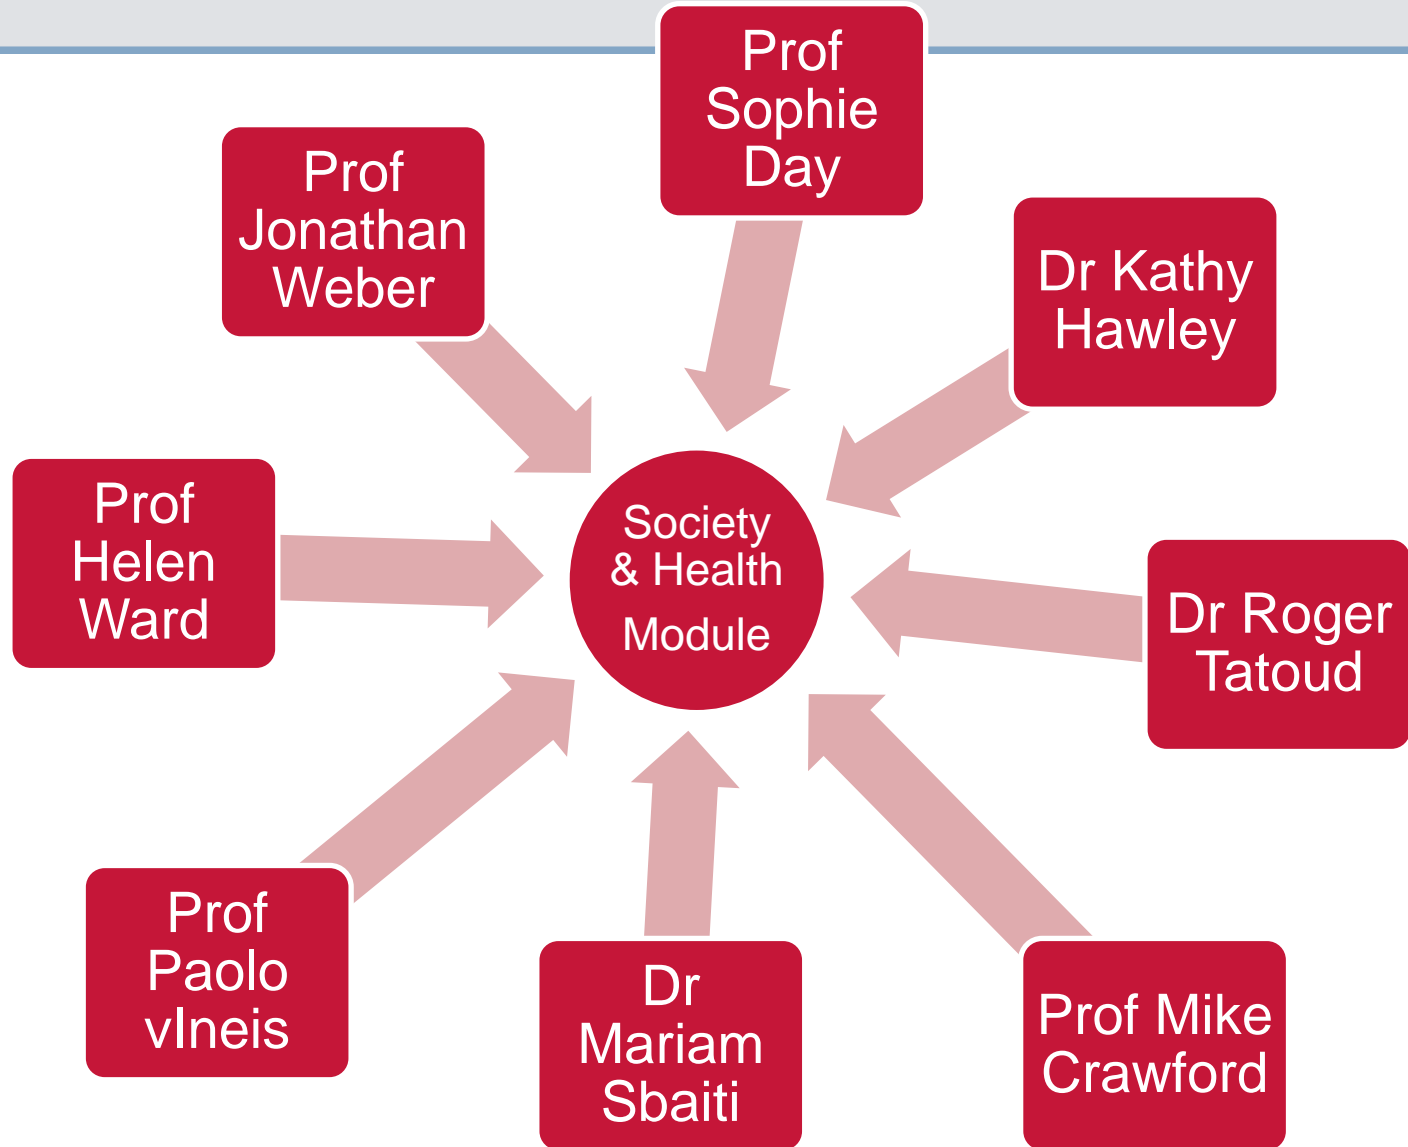 Prof
Sophie
Day
Prof
Jonathan
Weber
Dr Kathy
Hawley
Prof
Helen
Ward
Society
& Health
Module
Dr Roger
Tatoud
Prof
Paolo
vIneis
Dr
Mariam
Sbaiti
Prof Mike
Crawford